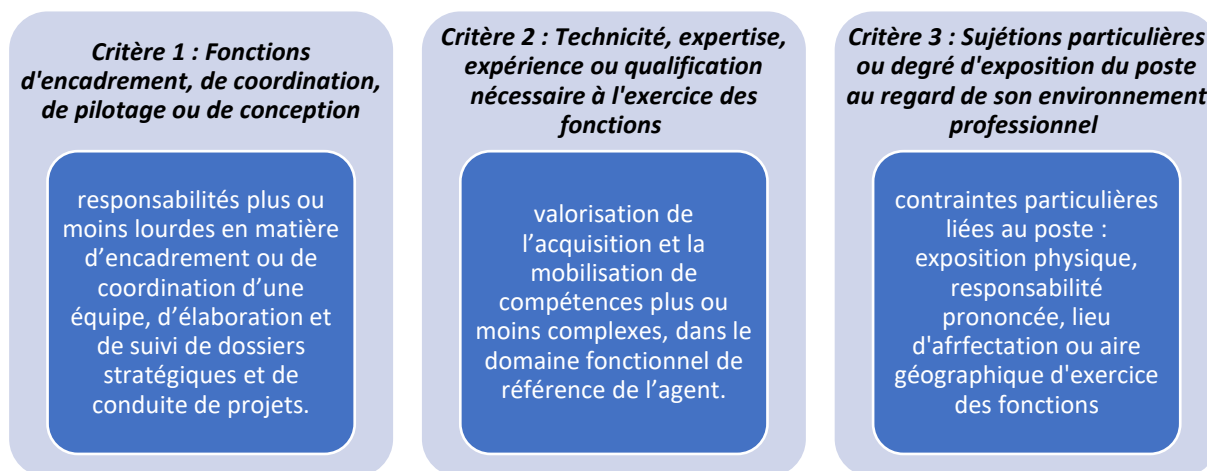 Critère 1 : Fonctions
d'encadrement, de coordination,
de pilotage ou de conception
responsabilités plus ou
moins lourdes en matière
d’encadrement ou de
coordination d’une
équipe, d’élaboration et
de suivi de dossiers
stratégiques et de
conduite de projets.
Critère 2 : Technicité, expertise,
expérience ou qualification
nécessaire à l'exercice des
fonctions
valorisation de
l’acquisition et la
mobilisation de
compétences plus ou
moins complexes, dans le
domaine fonctionnel de
référence de l’agent.
Critère 3 : Sujétions particulières
ou degré d'exposition du poste
au regard de son environnement
professionnel
contraintes particulières
liées au poste :
exposition physique,
responsabilité
prononcée, lieu
d'afrfectation ou aire
géographique d'exercice
des fonctions